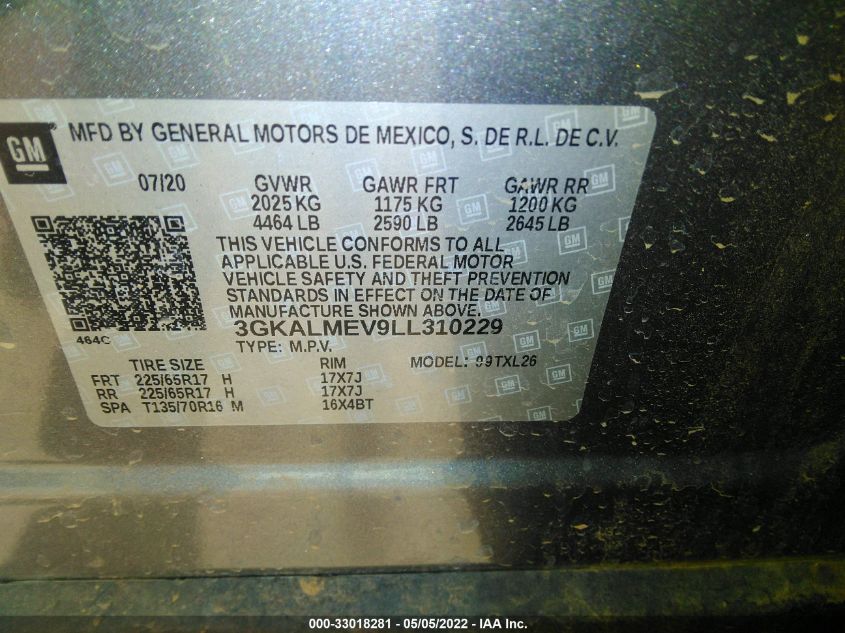 GM MFD BY GENERAL MOTORS DE MEXICO, S. DE R.L. DE C.V.
07/20 GVWR GAWR FRT GAWR RR
2025 KG 1175 KG 1200 KG
4464 LB 2590 LB 2645 LB
THIS VEHICLE CONFORMS TO ALL
APPLICABLE U.S. FEDERAL MOTOR
VEHICLE SAFETY AND THEFT PREVENTION
STANDARDS IN EFFECT ON THE DATE OF
MANUFACTURE SHOWN ABOVE.
464C 3GKALMEV9LL310229
TYPE: M.P.V.
TIRE SIZE RIM MODEL: 99TXL26
FRT 225/65R17 H 17X7J
RR 225/65R17 H 17X7J
SPA T135/70R16 M 16X4BT
000-33018281 - 05/05/2022 - IAA Inc.